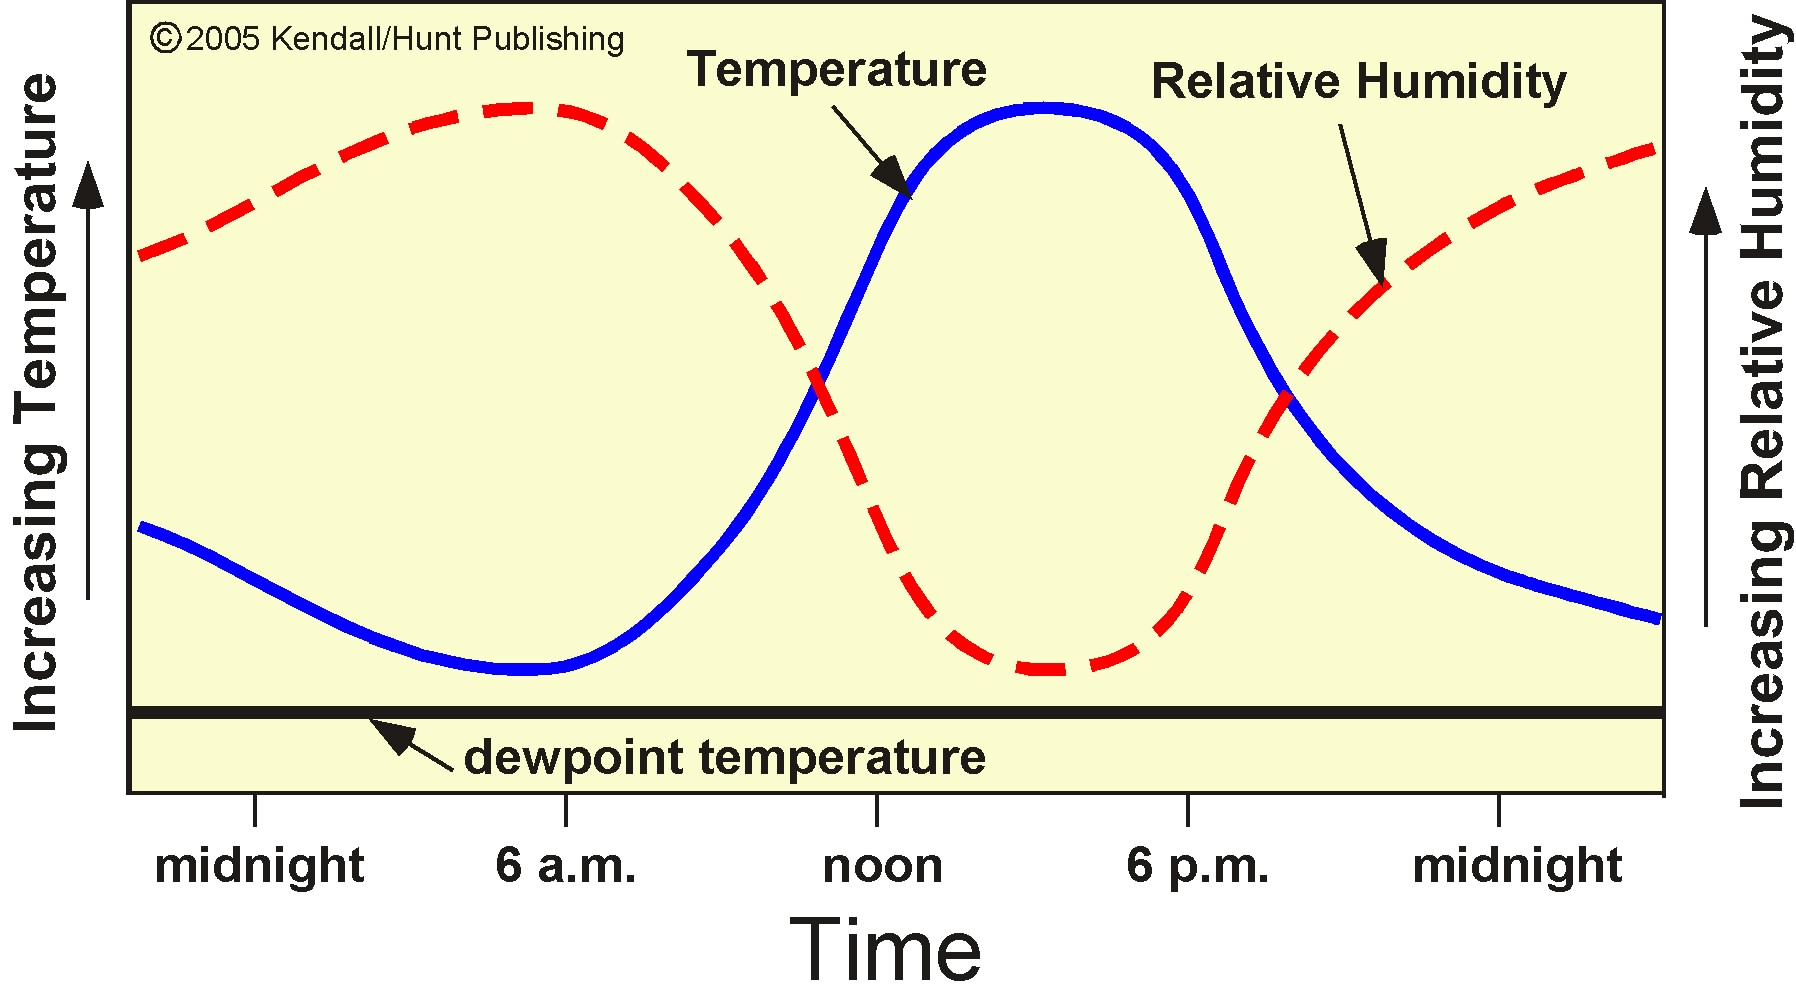 ©2005 Kendall/Hunt Publishing
Temperature
Relative Humidity
Increasing Temperature
Increasing Relative Humidity
dewpoint temperature
midnight
6 a.m.
noon
6 p.m.
midnight
Time